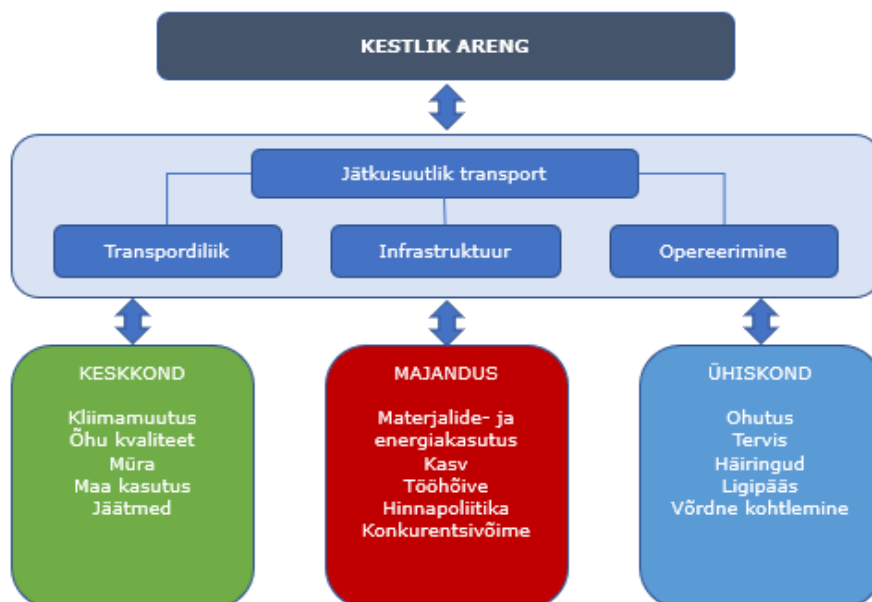 KESTLIK ARENG
Jätkusuutlik transport
Transpordiliik
Infrastruktuur
Opereerimine
KESKKOND
Kliimamuutus
Õhu kvaliteet
Müra
Maa kasutus
Jäätmed
MAJANDUS
Materjalide- ja
energiakasutus
Kasv
Tööhõive
Hinnapoliitika
Konkurentsivõime
ÜHISKOND
Ohutus
Tervis
Häiringud
Ligipääs
Võrdne kohtlemine